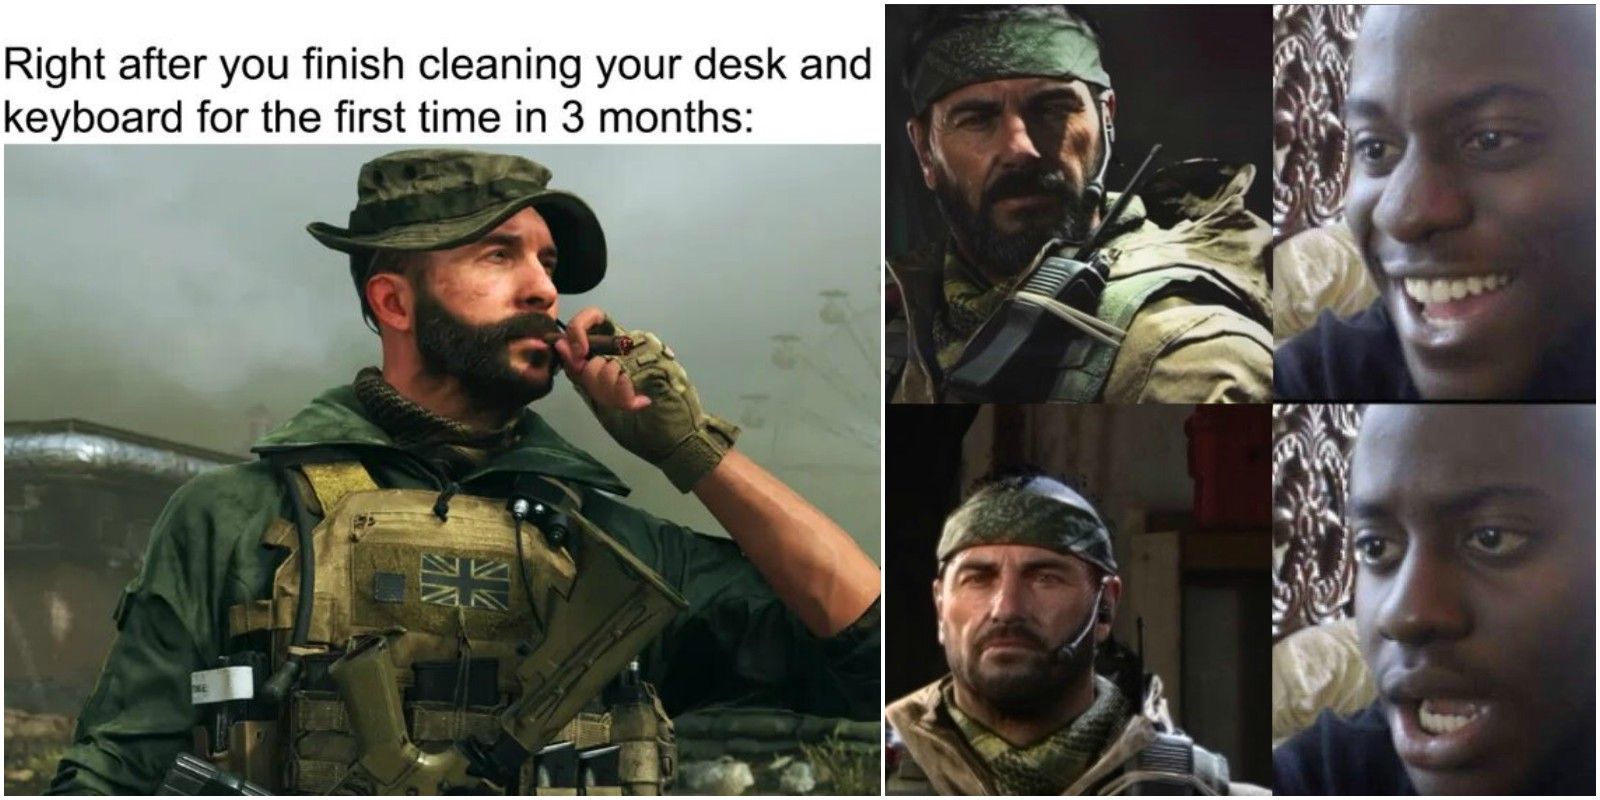 Right after you finish cleaning your desk and
keyboard for the first time in 3 months: